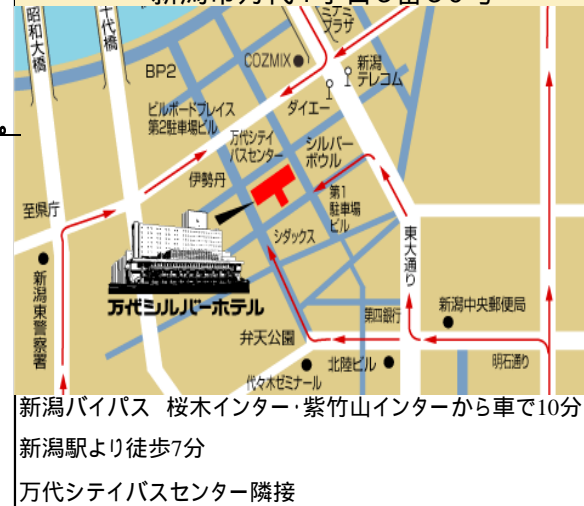 昭和大橋
BP2
COZMIX
ミナミ
プラザ
新潟
テレコム
ダイエー
ビルボードプレイス
第2駐車場ビル
万代シテイ
バスセンター
シルバー
ボウル
伊勢丹
第1
駐車場
ビル
至県庁
シダックス
東大通り
新潟東警察署
万代シルバーホテル
第四銀行
新潟中央郵便局
弁天公園
北陸ビル
明石通り
代々木ゼミナール
新潟バイパス 桜木インター・紫竹山インターから車で10分
新潟駅より徒歩7分
万代シテイバスセンター隣接